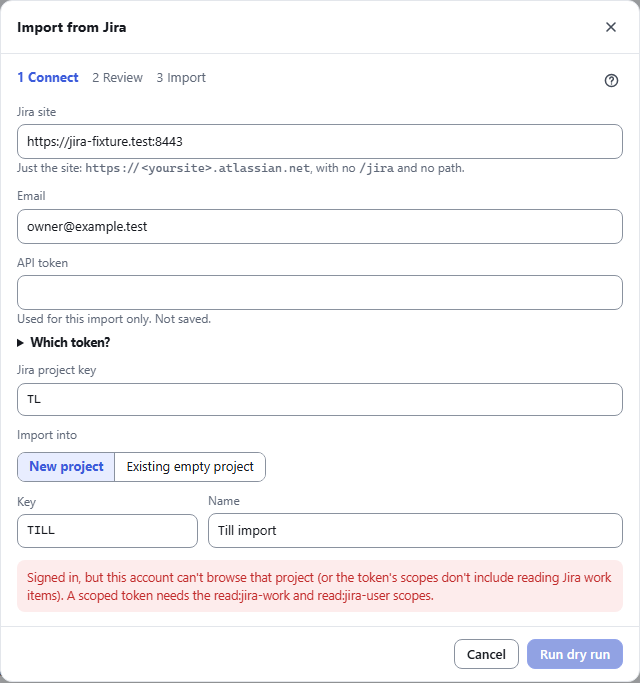 Import from Jira
1 Connect 2 Review 3 Import
Jira site
https://jira-fixture.test:8443
Just the site: https://<yoursite>.atlassian.net, with no /jira and no path.
Email
owner@example.test
API token
Used for this import only. Not saved.
Which token?
Jira project key
TL
Import into
New project Existing empty project
Key Name
TILL Till import
Signed in, but this account can't browse that project (or the token's scopes don't include reading Jira work
items). A scoped token needs the read:jira-work and read:jira-user scopes.
Cancel Run dry run